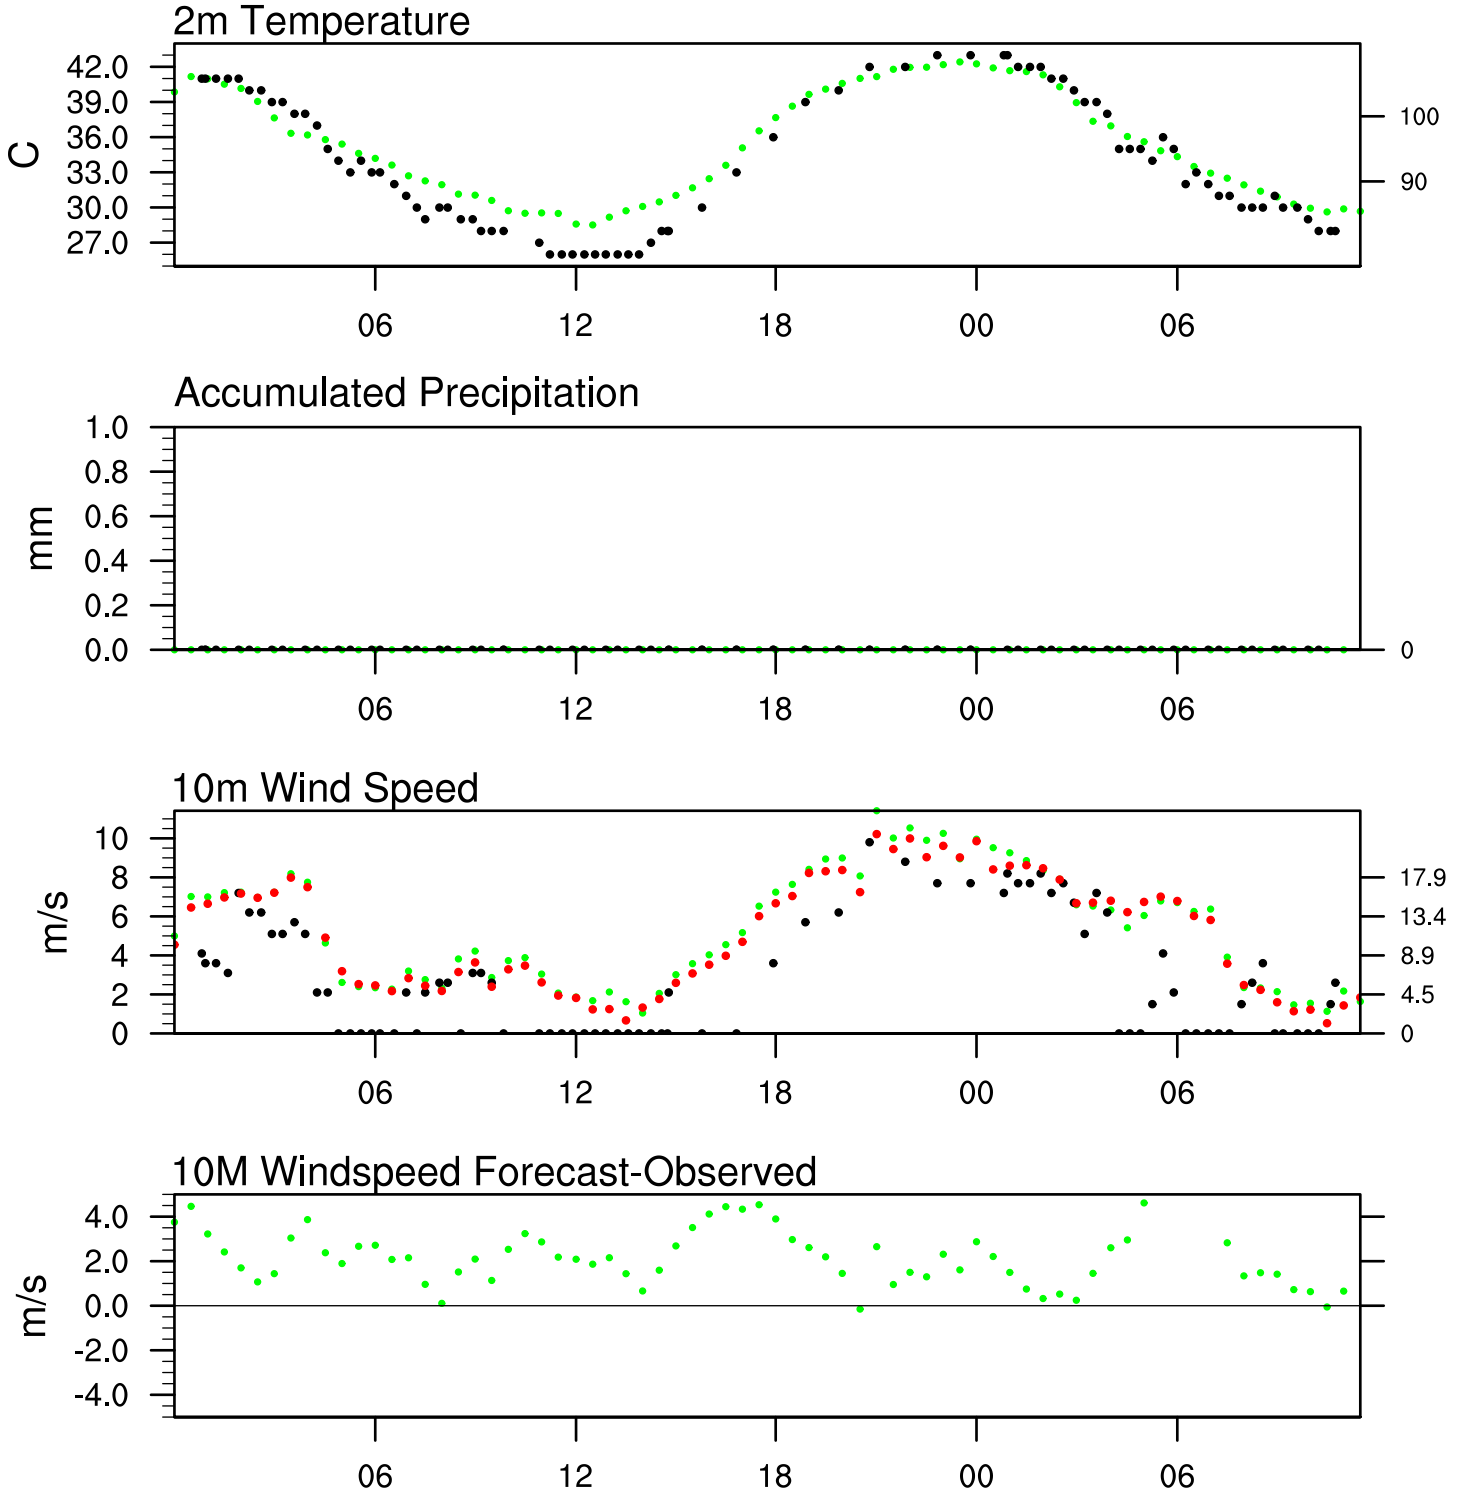 2m Temperature
42.0
39.0
36.0
33.0
30.0
27.0
C
100
90
06 12 18 00 06
Accumulated Precipitation
1.0
0.8
0.6
0.4
0.2
0.0
mm
0
06 12 18 00 06
10m Wind Speed
10
8
6
4
2
0
m/s
17.9
13.4
8.9
4.5
0
06 12 18 00 06
10M Windspeed Forecast-Observed
4.0
2.0
0.0
-2.0
-4.0
m/s
06 12 18 00 06